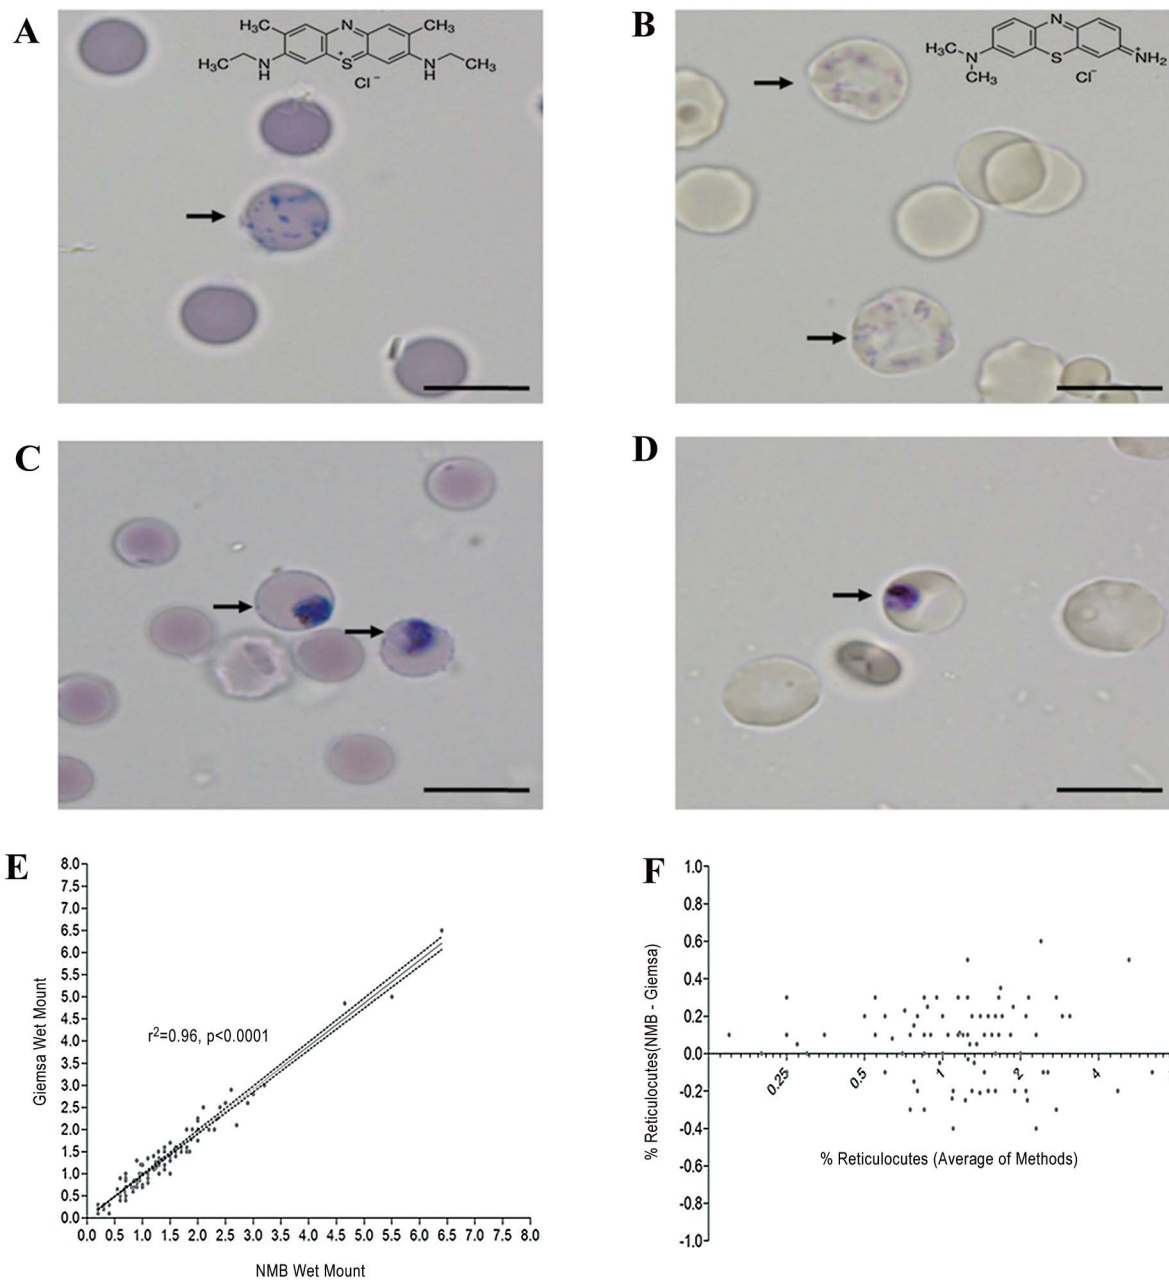 A
H₃C N CH₃
H₃C N H S + N H CH₃
Cl⁻
B
N
H₃C N S + NH₂
CH₃ Cl⁻
C
D
E
8.0
7.5
7.0
6.5
6.0
5.5
5.0
4.5
4.0
3.5
3.0
2.5
2.0
1.5
1.0
0.5
0.0
Giemsa Wet Mount
r²=0.96, p<0.0001
0.0 0.5 1.0 1.5 2.0 2.5 3.0 3.5 4.0 4.5 5.0 5.5 6.0 6.5 7.0 7.5 8.0
NMB Wet Mount
F
1.0
0.8
0.6
0.4
0.2
0.0
-0.2
-0.4
-0.6
-0.8
-1.0
% Reticulocutes(NMB - Giemsa)
0.25 0.5 1 2 4
% Reticulocutes (Average of Methods)